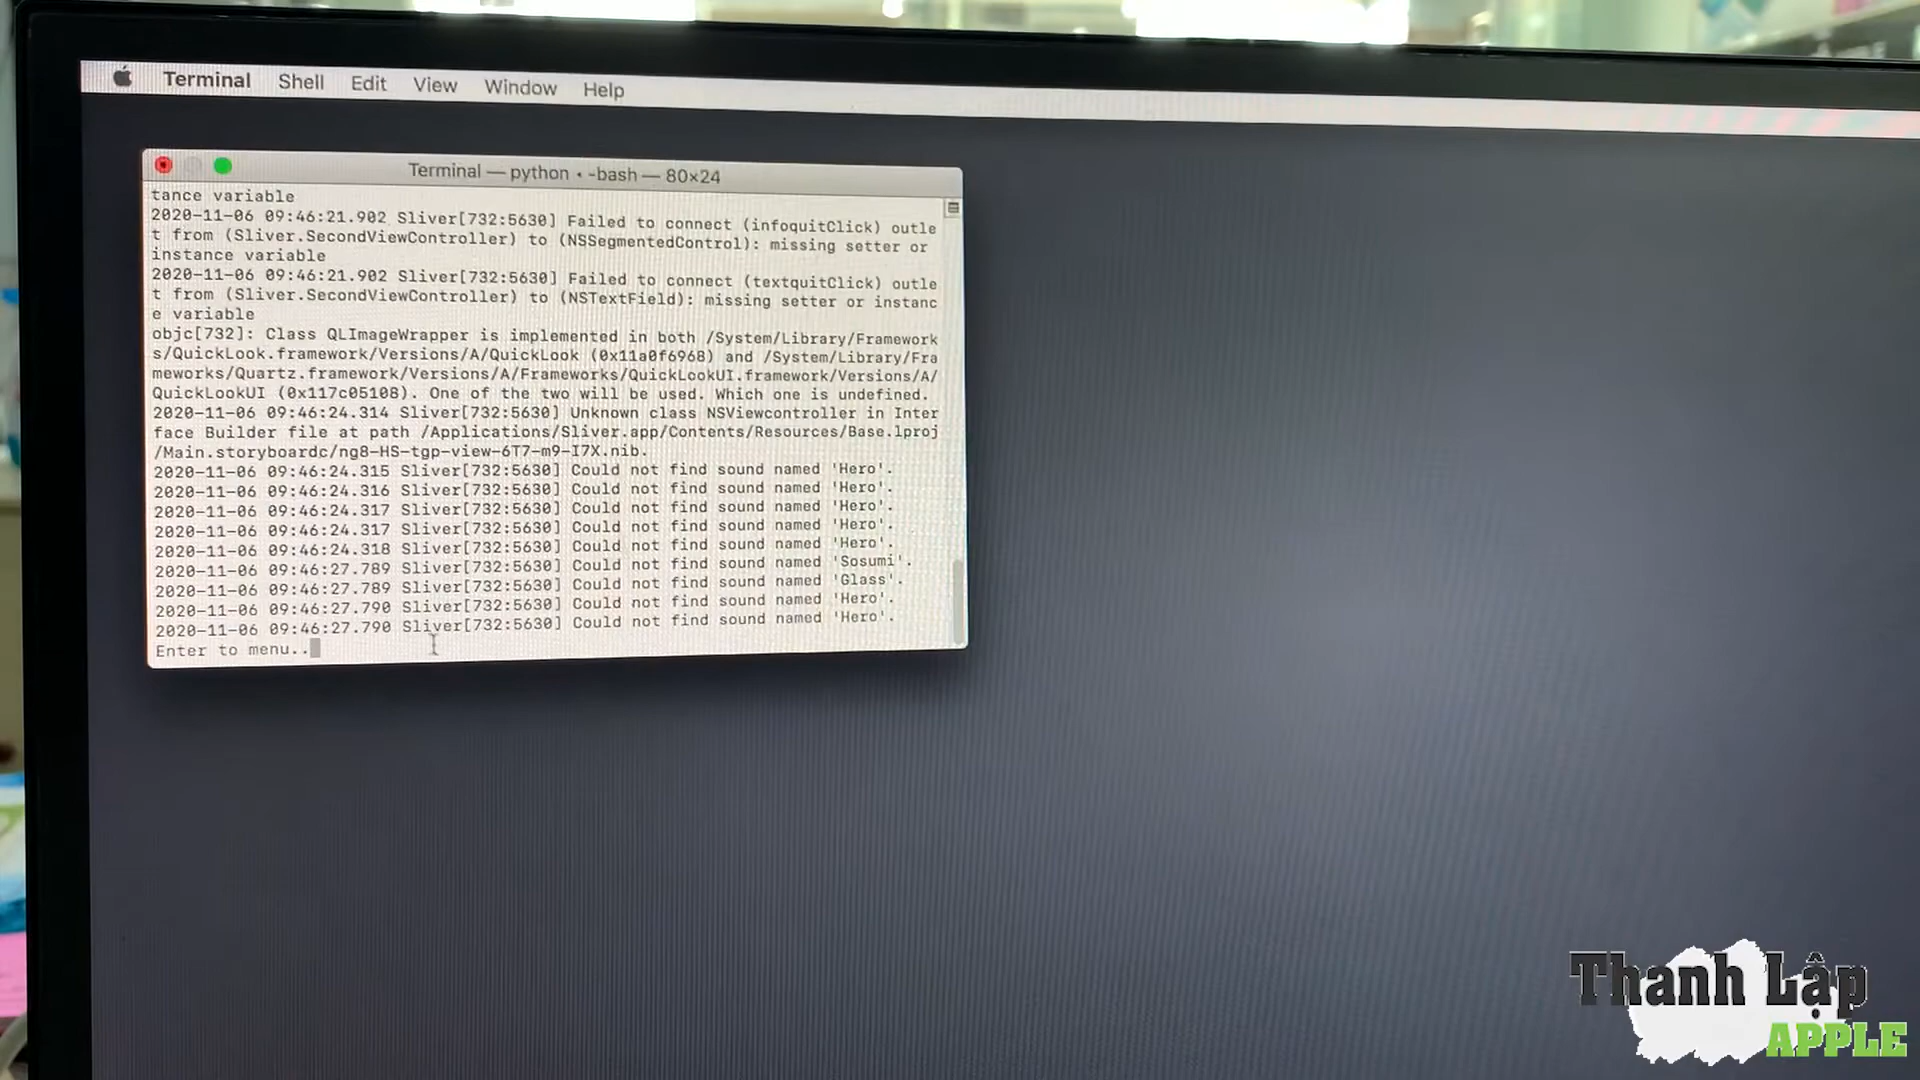 Terminal Shell Edit View Window Help
Terminal — python • -bash — 80×24
tance variable
2020-11-06 09:46:21.902 Sliver[732:5630] Failed to connect (infoquitClick) outle
t from (Sliver.SecondViewController) to (NSSegmentedControl): missing setter or
instance variable
2020-11-06 09:46:21.902 Sliver[732:5630] Failed to connect (textquitClick) outle
t from (Sliver.SecondViewController) to (NSTextField): missing setter or instanc
e variable
objc[732]: Class QLImageWrapper is implemented in both /System/Library/Framework
s/QuickLook.framework/Versions/A/QuickLook (0x11a0f6968) and /System/Library/Fra
meworks/Quartz.framework/Versions/A/Frameworks/QuickLookUI.framework/Versions/A/
QuickLookUI (0x117c05108). One of the two will be used. Which one is undefined.
2020-11-06 09:46:24.314 Sliver[732:5630] Unknown class NSViewcontroller in Inter
face Builder file at path /Applications/Sliver.app/Contents/Resources/Base.lproj
/Main.storyboardc/ng8-HS-tgp-view-6T7-m9-I7X.nib.
2020-11-06 09:46:24.315 Sliver[732:5630] Could not find sound named 'Hero'.
2020-11-06 09:46:24.316 Sliver[732:5630] Could not find sound named 'Hero'.
2020-11-06 09:46:24.317 Sliver[732:5630] Could not find sound named 'Hero'.
2020-11-06 09:46:24.317 Sliver[732:5630] Could not find sound named 'Hero'.
2020-11-06 09:46:24.318 Sliver[732:5630] Could not find sound named 'Hero'.
2020-11-06 09:46:27.789 Sliver[732:5630] Could not find sound named 'Sosumi'.
2020-11-06 09:46:27.789 Sliver[732:5630] Could not find sound named 'Glass'.
2020-11-06 09:46:27.790 Sliver[732:5630] Could not find sound named 'Hero'.
2020-11-06 09:46:27.790 Sliver[732:5630] Could not find sound named 'Hero'.
Enter to menu..
Thanh Lập
APPLE